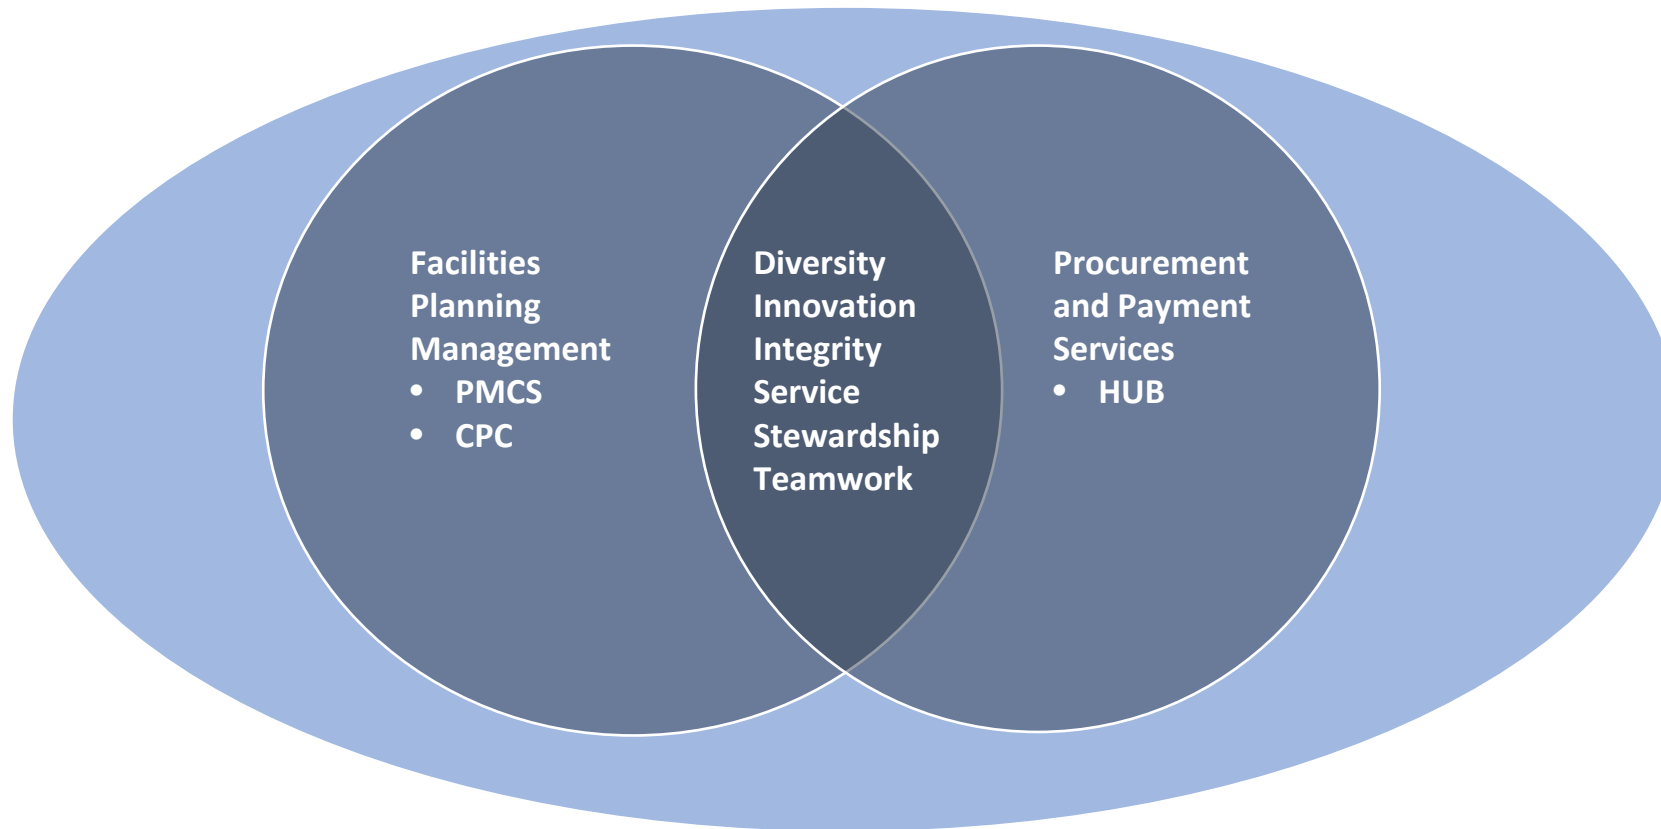 Facilities
Planning
Management
• PMCS
• CPC
Diversity
Innovation
Integrity
Service
Stewardship
Teamwork
Procurement
and Payment
Services
• HUB